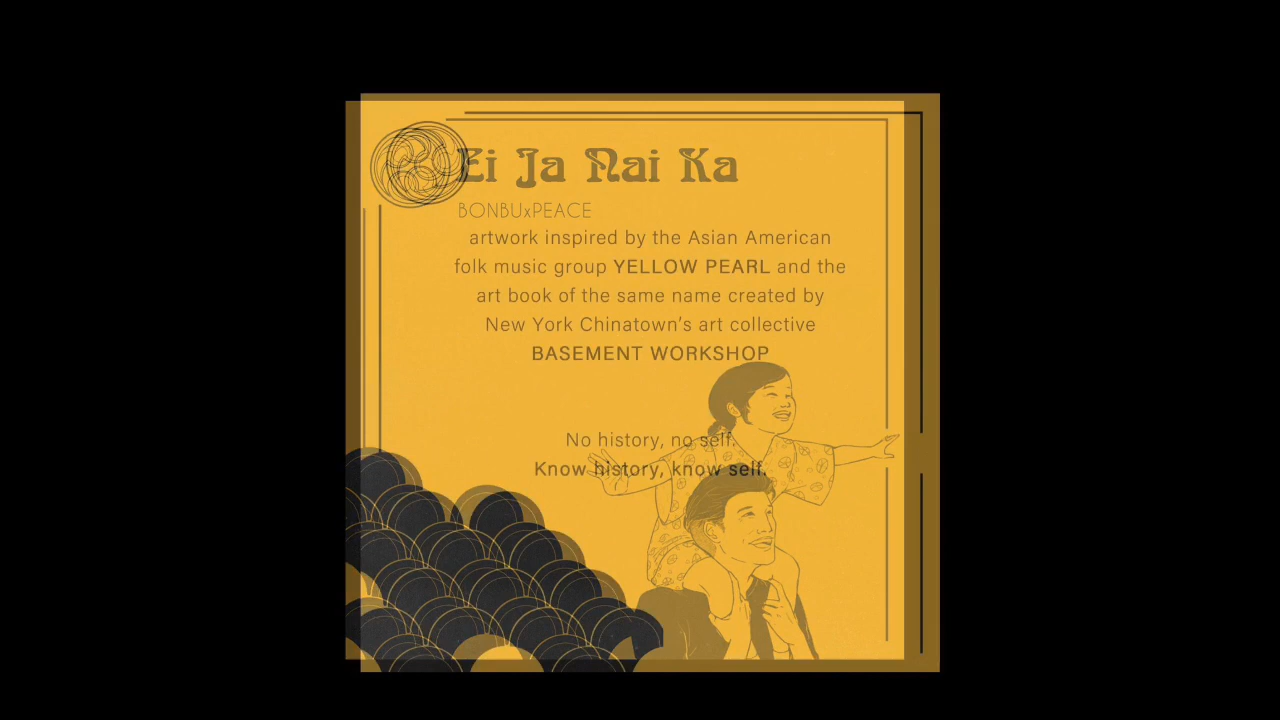 Ei Ja Nai Ka
BONBUxPEACE
artwork inspired by the Asian American
folk music group YELLOW PEARL and the
art book of the same name created by
New York Chinatown's art collective
BASEMENT WORKSHOP
No history, no self.
Know history, know self.